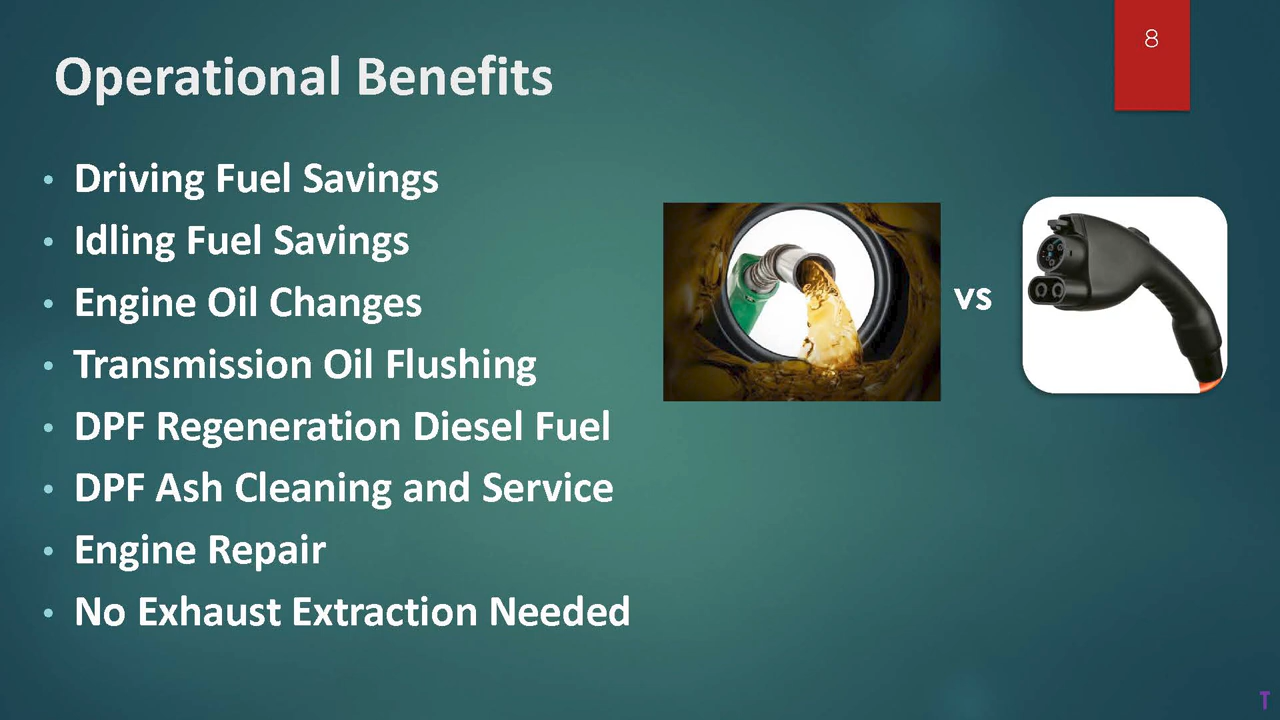 8
Operational Benefits
• Driving Fuel Savings
• Idling Fuel Savings
• Engine Oil Changes
• Transmission Oil Flushing
• DPF Regeneration Diesel Fuel
• DPF Ash Cleaning and Service
• Engine Repair
• No Exhaust Extraction Needed
vs
T